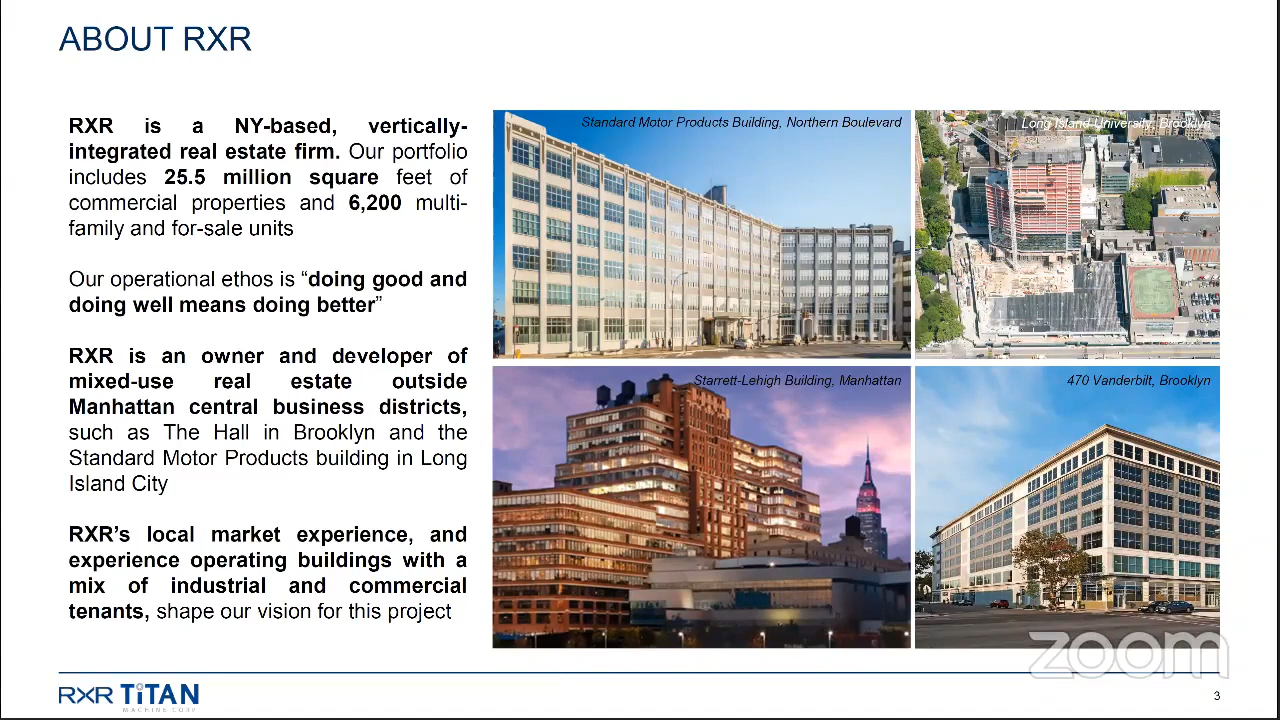 ABOUT RXR
RXR is a NY-based, vertically-
integrated real estate firm. Our portfolio
includes 25.5 million square feet of
commercial properties and 6,200 multi-
family and for-sale units
Our operational ethos is “doing good and
doing well means doing better”
RXR is an owner and developer of
mixed-use real estate outside
Manhattan central business districts,
such as The Hall in Brooklyn and the
Standard Motor Products building in Long
Island City
RXR’s local market experience, and
experience operating buildings with a
mix of industrial and commercial
tenants, shape our vision for this project
Standard Motor Products Building, Northern Boulevard
Long Island University, Brooklyn
Starrett-Lehigh Building, Manhattan
470 Vanderbilt, Brooklyn
zoom
RXR TiTAN
MACHINE CORP
3